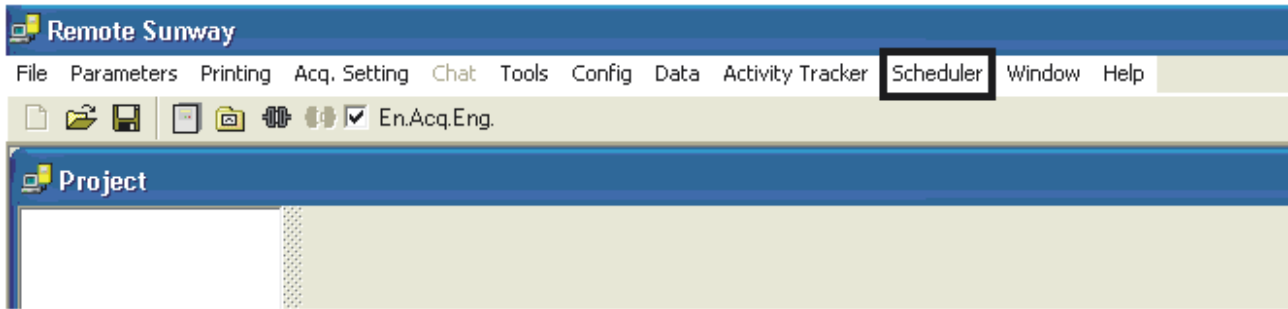 Remote Sunway
File Parameters Printing Acq. Setting Chat Tools Config Data Activity Tracker Scheduler Window Help
En.Acq.Eng.
Project